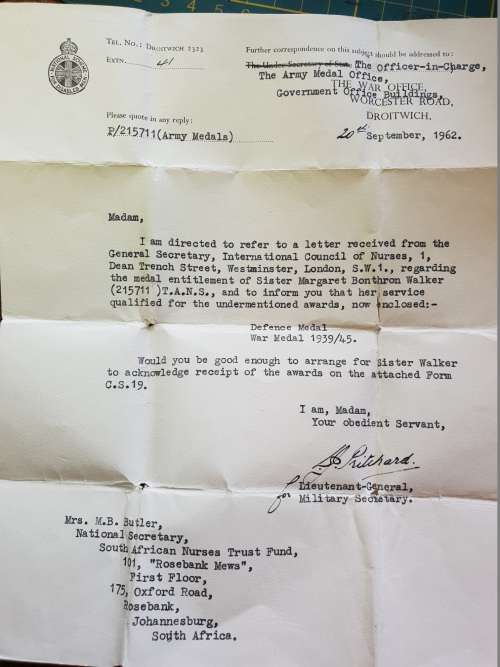 TEL. NO.: DROITWICH 2323
EXTN. 41
Further correspondence on this subject should be addressed to:
The Under Secretary of State, The Officer-in-Charge,
The Army Medal Office,
THE WAR OFFICE,
Government Office Buildings,
WORCESTER ROAD,
DROITWICH.
Please quote in any reply:
P/215711(Army Medals)
20th September, 1962.
Madam,
I am directed to refer to a letter received from the
General Secretary, International Council of Nurses, 1,
Dean Trench Street, Westminster, London, S.W.1., regarding
the medal entitlement of Sister Margaret Bonthron Walker
(215711 )T.A.N.S., and to inform you that her service
qualified for the undermentioned awards, now enclosed:-
Defence Medal
War Medal 1939/45.
Would you be good enough to arrange for Sister Walker
to acknowledge receipt of the awards on the attached Form
C.S.19.
I am, Madam,
Your obedient Servant,
Pritchard.
Lieutenant-General,
for Military Secretary.
Mrs. M.B. Butler,
National Secretary,
South African Nurses Trust Fund,
101, "Rosebank Mews",
First Floor,
175, Oxford Road,
Rosebank,
Johannesburg,
South Africa.